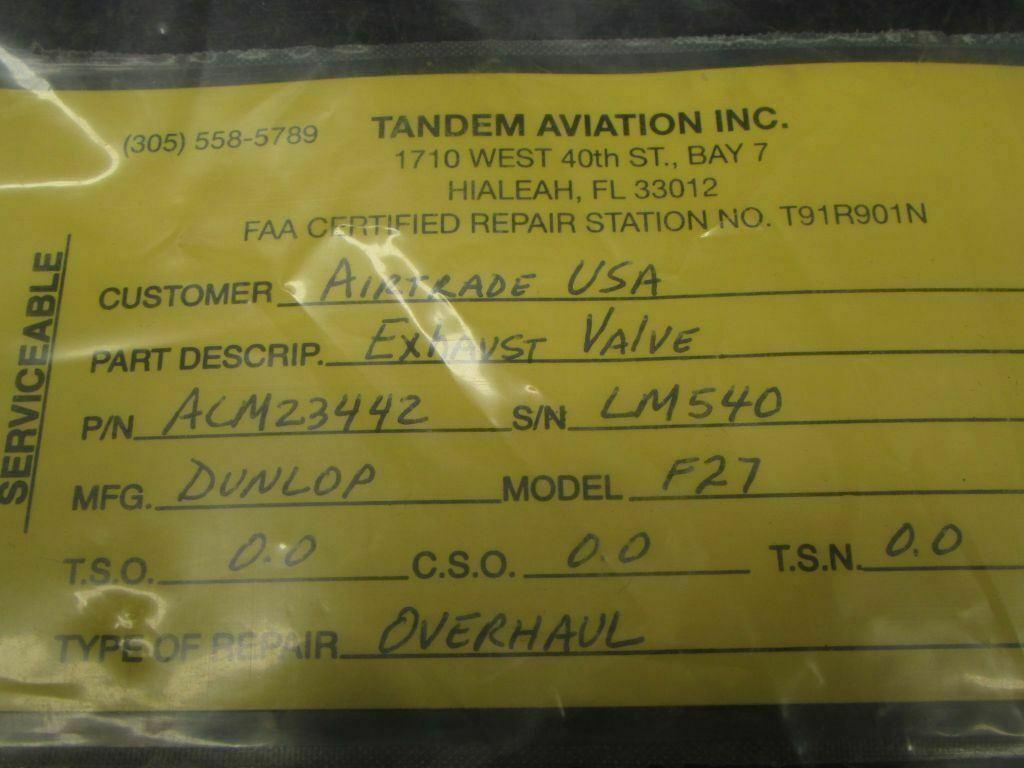 (305) 558-5789 TANDEM AVIATION INC.
1710 WEST 40th ST., BAY 7
HIALEAH, FL 33012
FAA CERTIFIED REPAIR STATION NO. T91R901N
SERVICEABLE
CUSTOMER AIRTRADE USA
PART DESCRIP. EXHAUST VALVE
P/N ACM23442 S/N LM540
MFG. DUNLOP MODEL F27
T.S.O. 0.0 C.S.O. 0.0 T.S.N. 0.0
TYPE OF REPAIR OVERHAUL